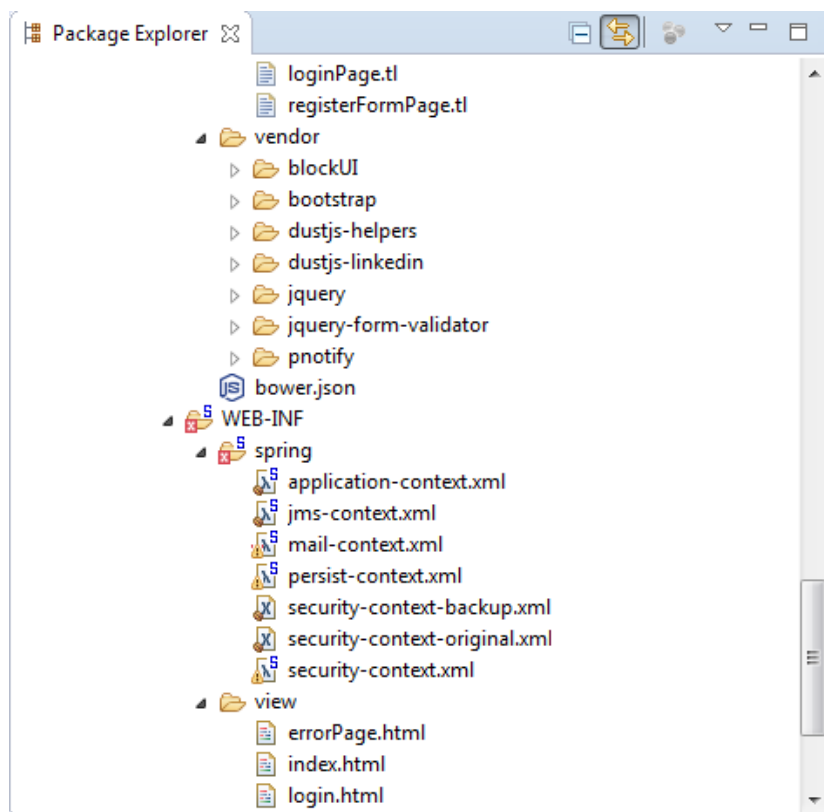 Package Explorer
loginPage.tl
registerFormPage.tl
vendor
blockUI
bootstrap
dustjs-helpers
dustjs-linkedin
jquery
jquery-form-validator
pnotify
JS bower.json
S WEB-INF
S spring
S application-context.xml
S jms-context.xml
S mail-context.xml
S persist-context.xml
X security-context-backup.xml
X security-context-original.xml
S security-context.xml
view
errorPage.html
index.html
login.html